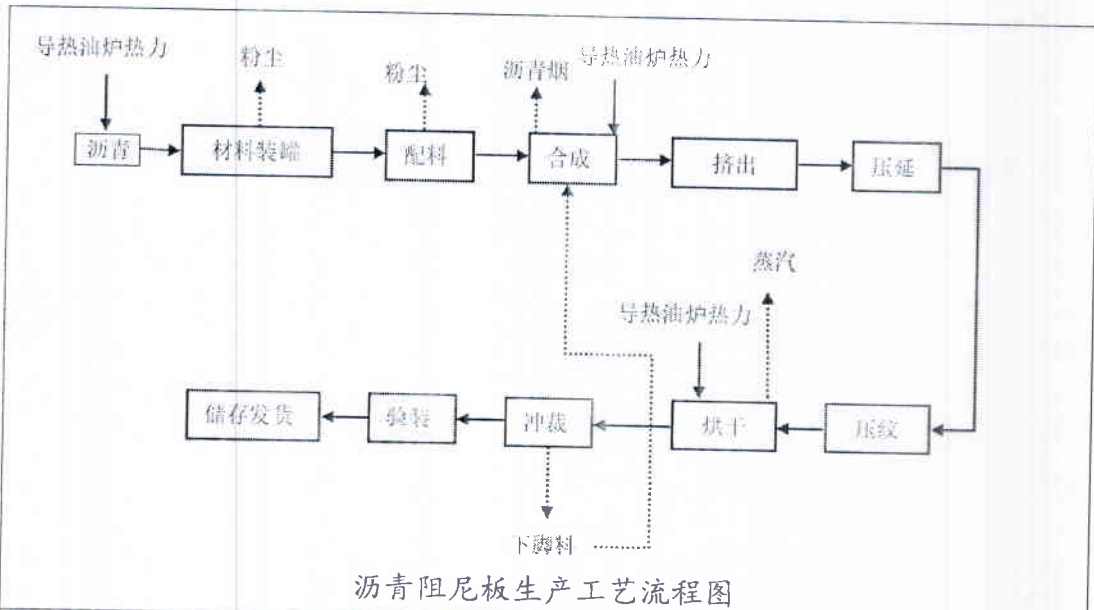 导热油炉热力
粉尘
粉尘
沥青烟
导热油炉热力
沥青
材料装罐
配料
合成
挤出
压延
蒸汽
导热油炉热力
储存发货
验装
冲裁
烘干
压纹
下脚料
沥青阻尼板生产工艺流程图